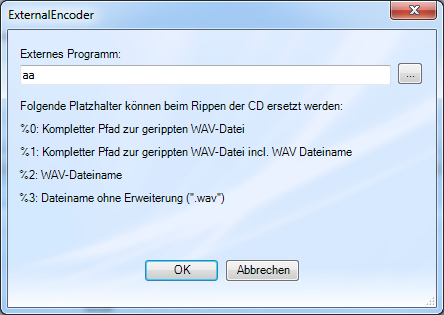 ExternalEncoder
Externes Programm:
aa
...
Folgende Platzhalter können beim Rippen der CD ersetzt werden:
%0: Kompletter Pfad zur gerippten WAV-Datei
%1: Kompletter Pfad zur gerippten WAV-Datei incl. WAV Dateiname
%2: WAV-Dateiname
%3: Dateiname ohne Erweiterung (".wav")
OK Abbrechen